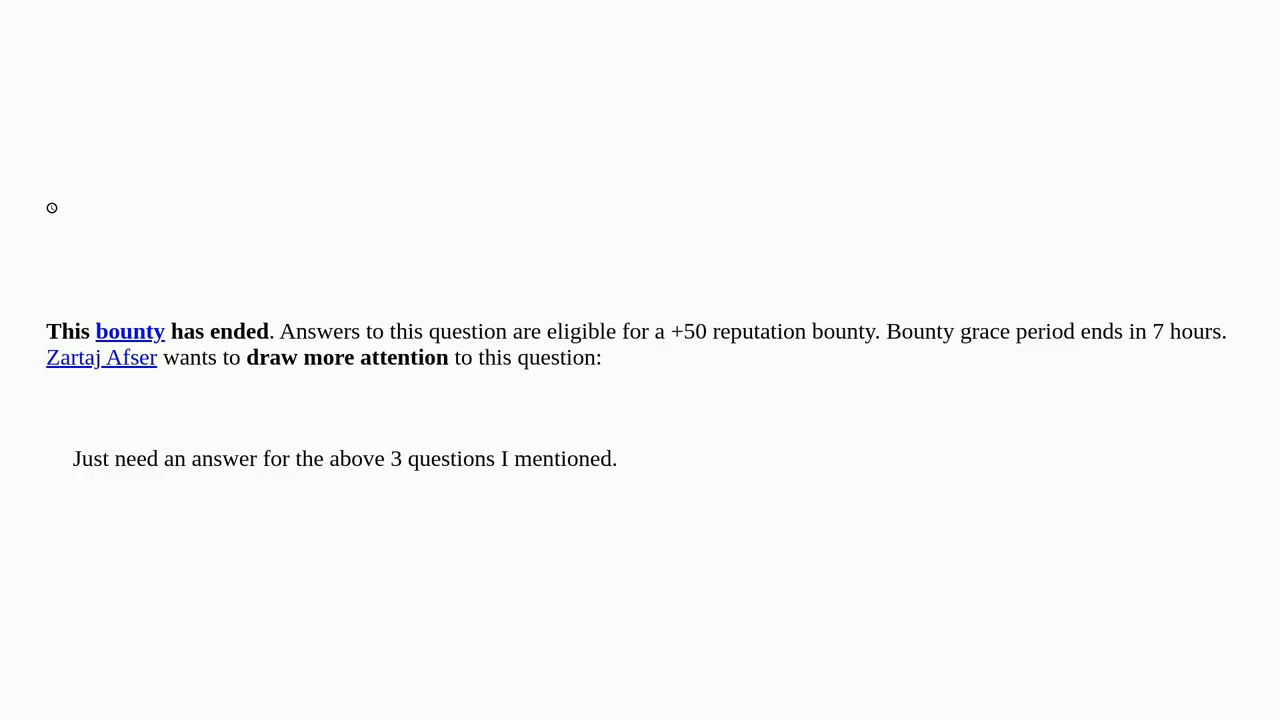 This bounty has ended. Answers to this question are eligible for a +50 reputation bounty. Bounty grace period ends in 7 hours.
Zartaj Afser wants to draw more attention to this question:
Just need an answer for the above 3 questions I mentioned.